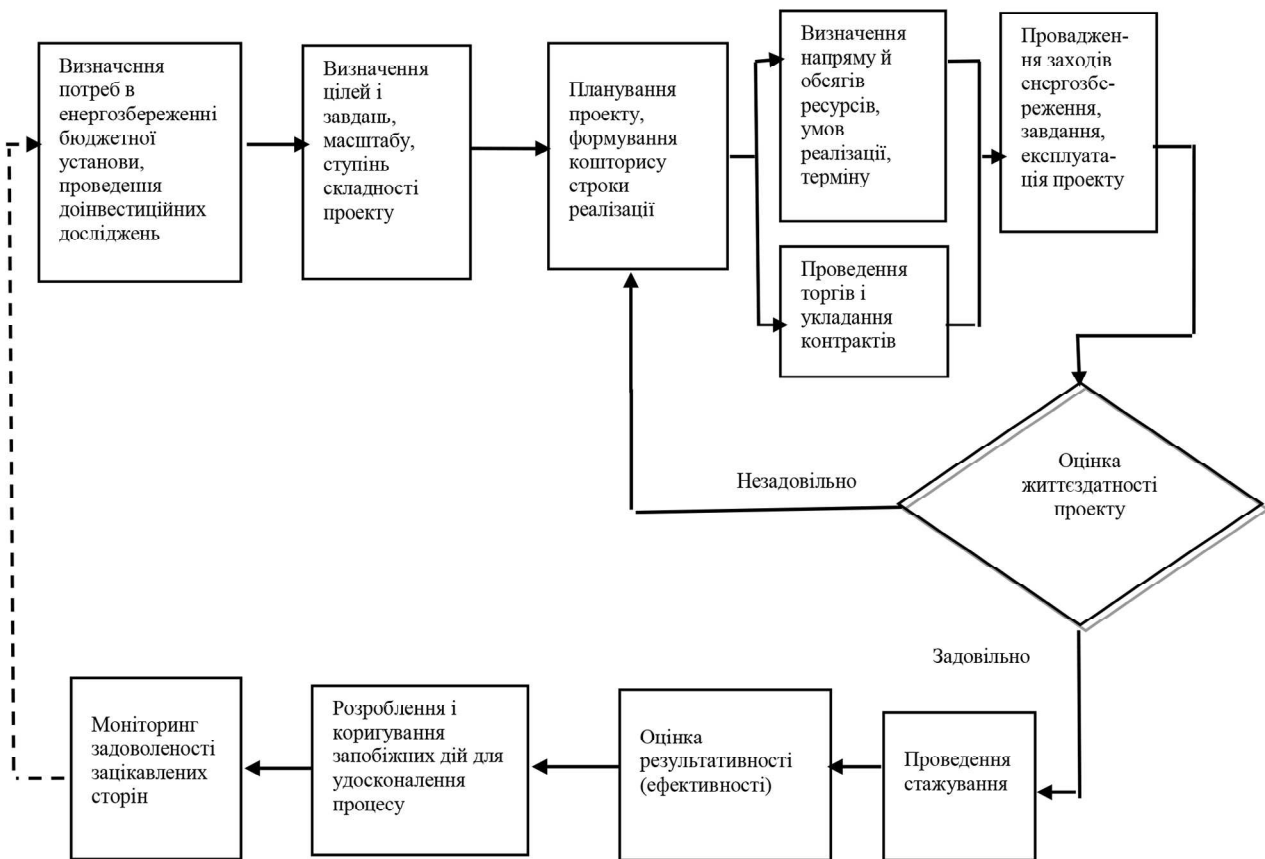 Визначення
потреб в
енергозбереженні
бюджетної
установи,
проведення
доінвестиційних
досліджень
Визначення
цілей і
завдань,
масштабу,
ступінь
складності
проекту
Планування
проекту,
формування
кошторису
строки
реалізації
Визначення
напряму й
обсягів
ресурсів,
умов
реалізації,
терміну
Проведення
торгів і
укладання
контрактів
Проваджен-
ня заходів
енергозбе-
реження,
завдання,
експлуата-
ція проекту
Оцінка
життєздатності
проекту
Незадовільно
Задовільно
Моніторинг
задоволеності
зацікавлених
сторін
Розроблення і
коригування
запобіжних дій для
удосконалення
процесу
Оцінка
результативності
(ефективності)
Проведення
стажування